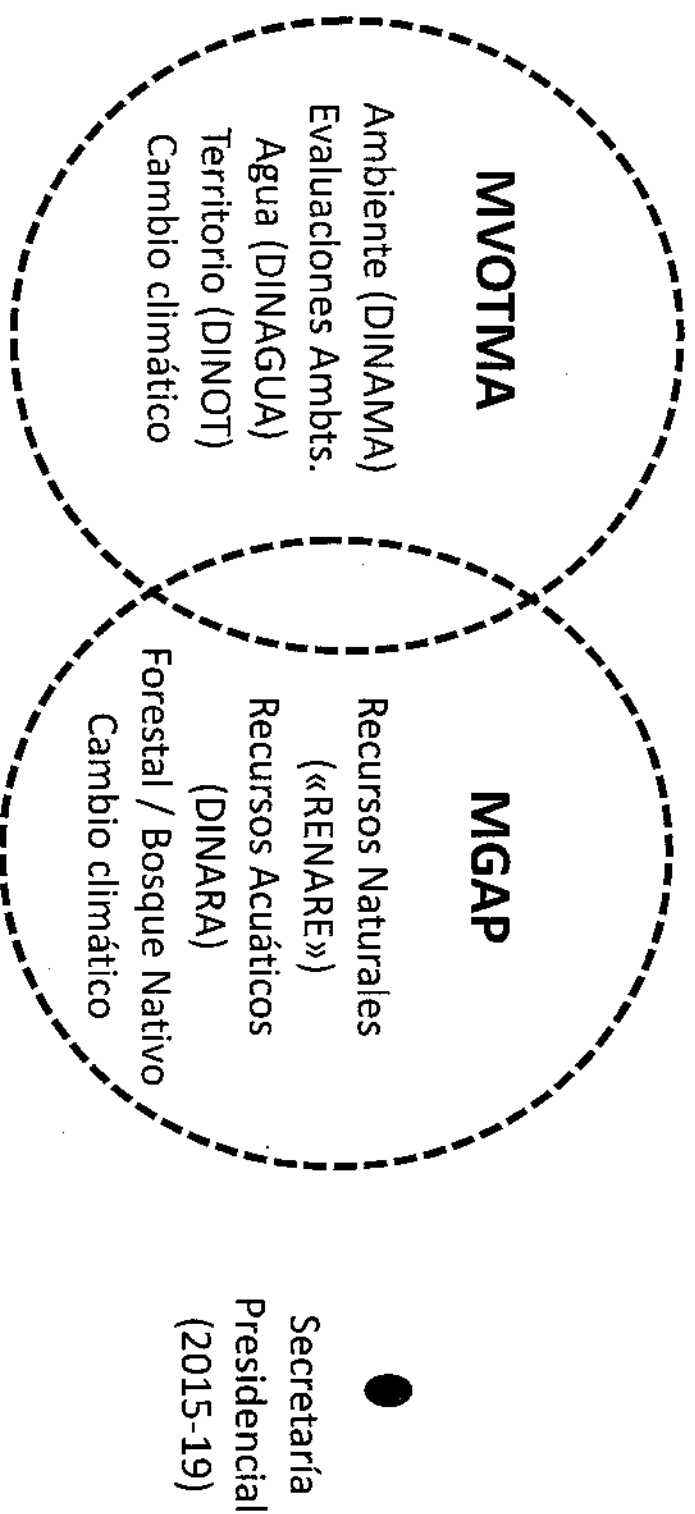 MVOTMA
Ambiente (DINAMA)
Evaluaciones Ambts.
Agua (DINAGUA)
Territorio (DINOT)
Cambio climático
MGAP
Recursos Naturales
(«RENARE»)
Recursos Acuáticos
(DINARA)
Forestal / Bosque Nativo
Cambio climático
Secretaría
Presidencial
(2015-19)